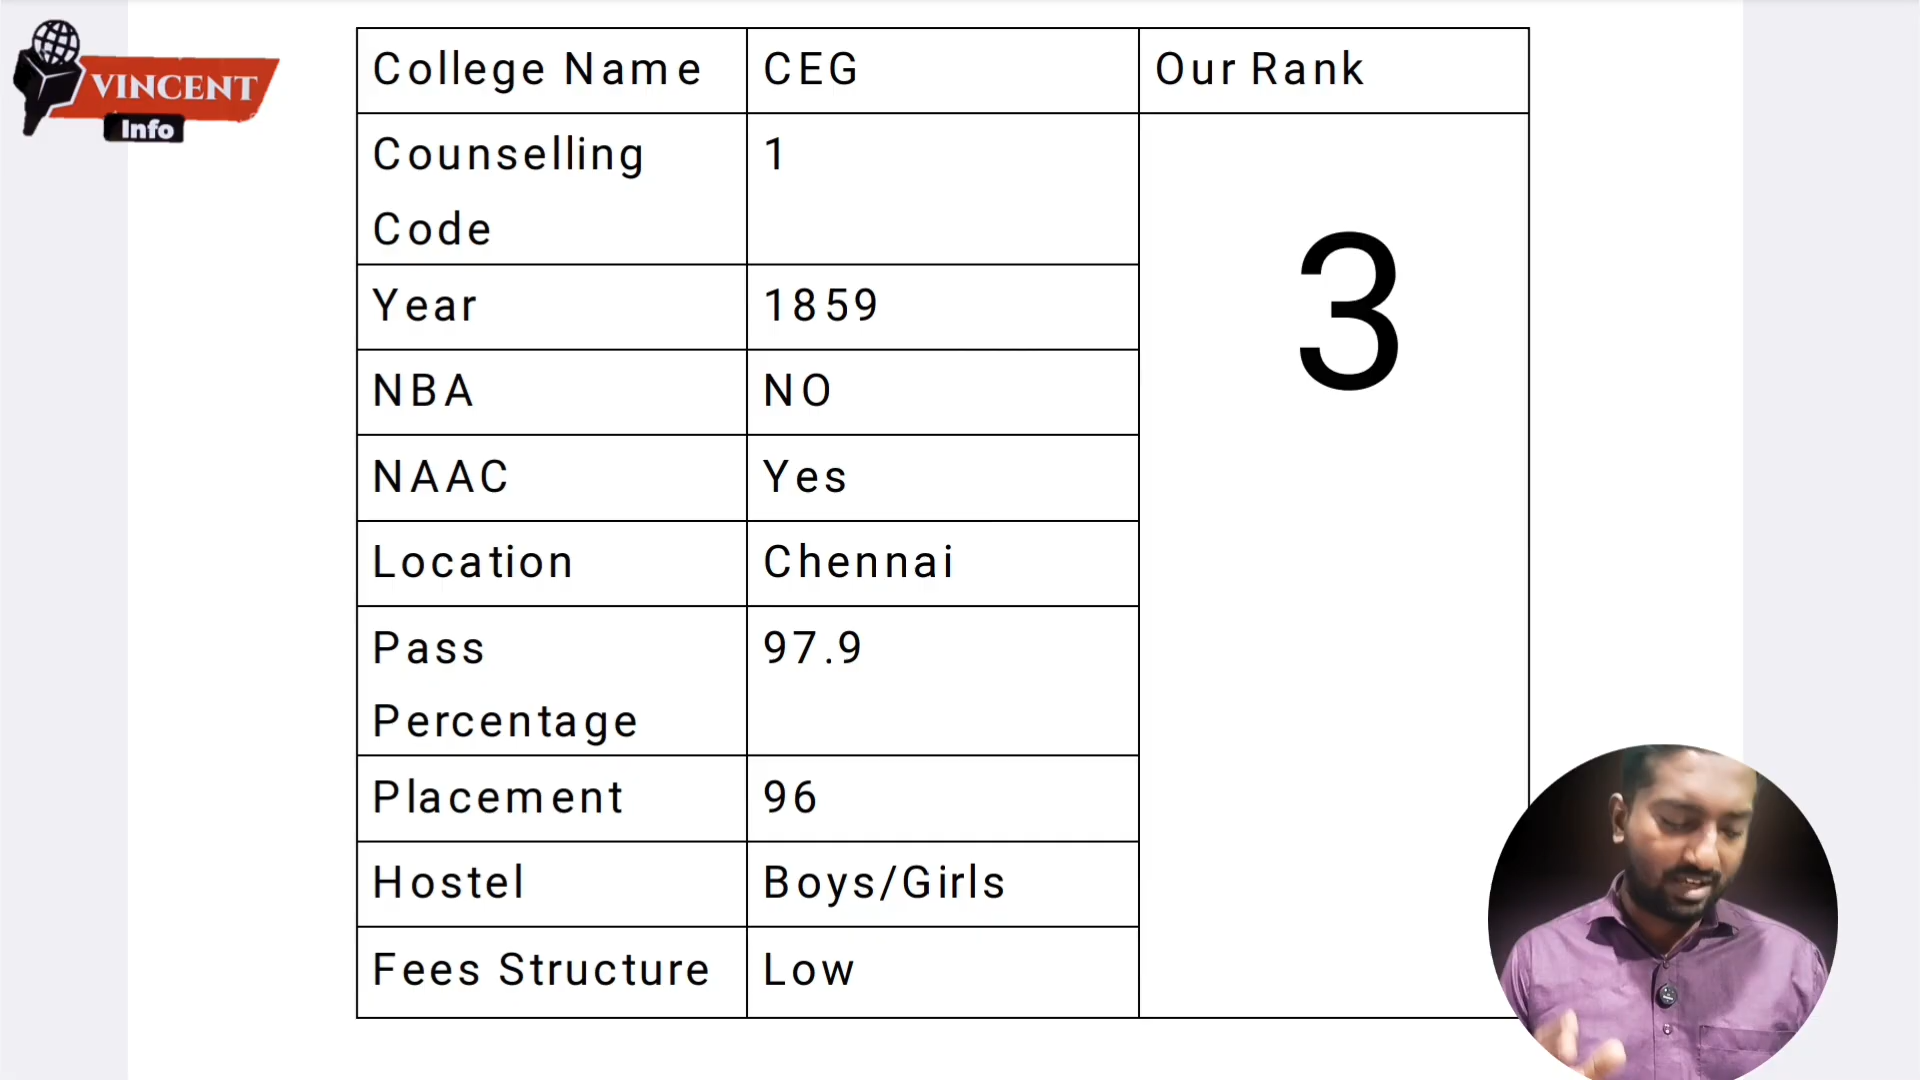 VINCENT
Info
College Name CEG Our Rank
Counselling Code 1
3
Year 1859
NBA NO
NAAC Yes
Location Chennai
Pass Percentage 97.9
Placement 96
Hostel Boys/Girls
Fees Structure Low